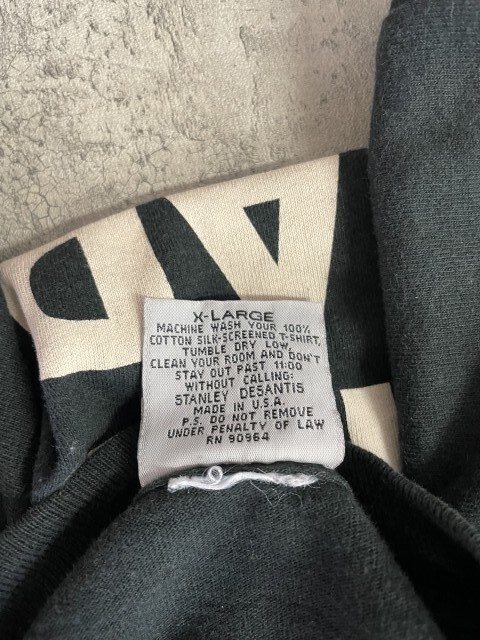 X-LARGE
MACHINE WASH YOUR 100%
COTTON SILK-SCREENED T-SHIRT,
TUMBLE DRY LOW,
CLEAN YOUR ROOM AND DON'T
STAY OUT PAST 11:00
WITHOUT CALLING:
STANLEY DESANTIS
MADE IN U.S.A.
P.S. DO NOT REMOVE
UNDER PENALTY OF LAW
RN 90964